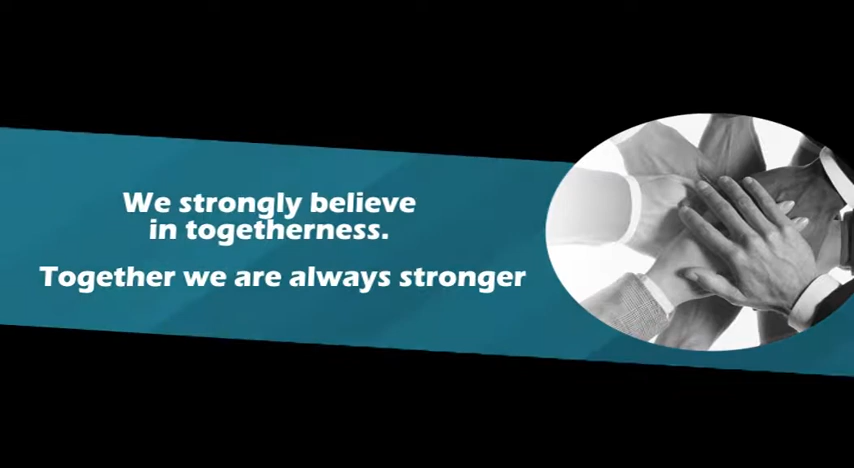 We strongly believe
in togetherness.
Together we are always stronger